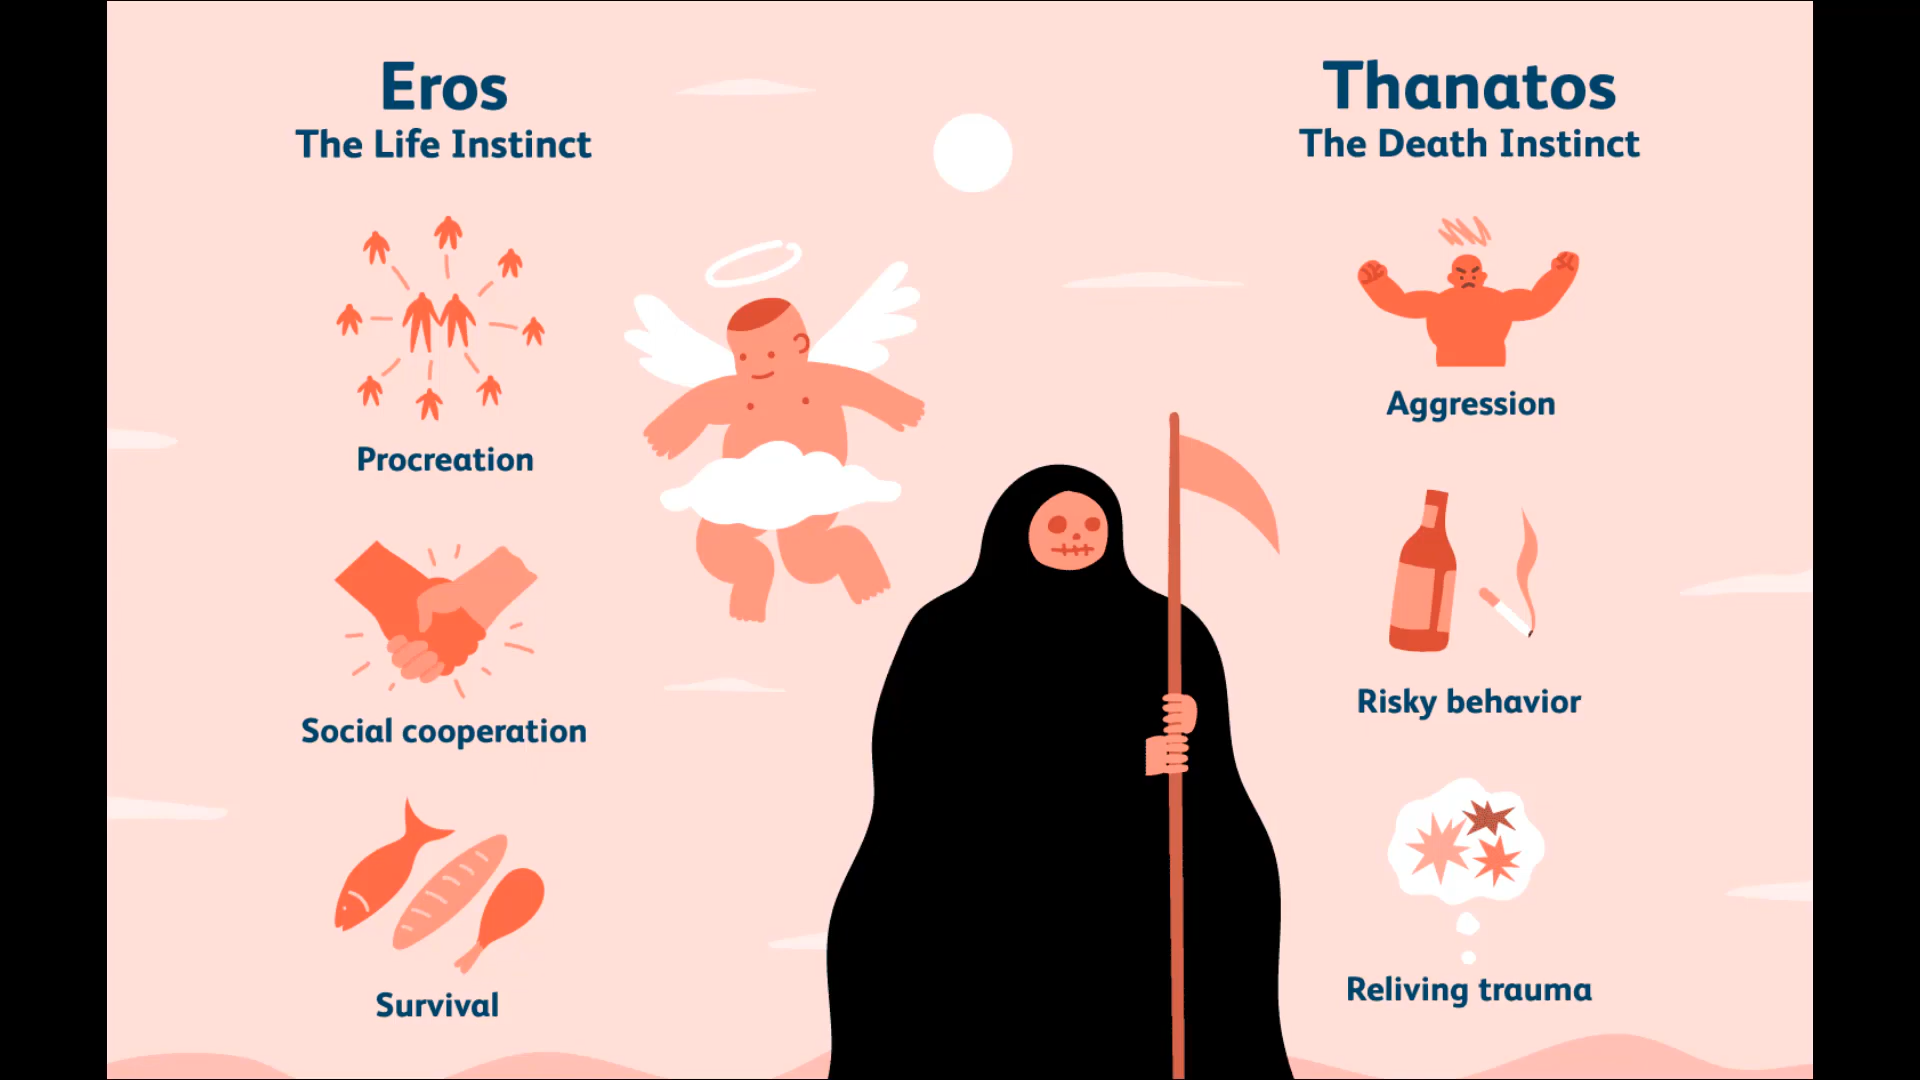 Eros
The Life Instinct
Procreation
Social cooperation
Survival
Thanatos
The Death Instinct
Aggression
Risky behavior
Reliving trauma